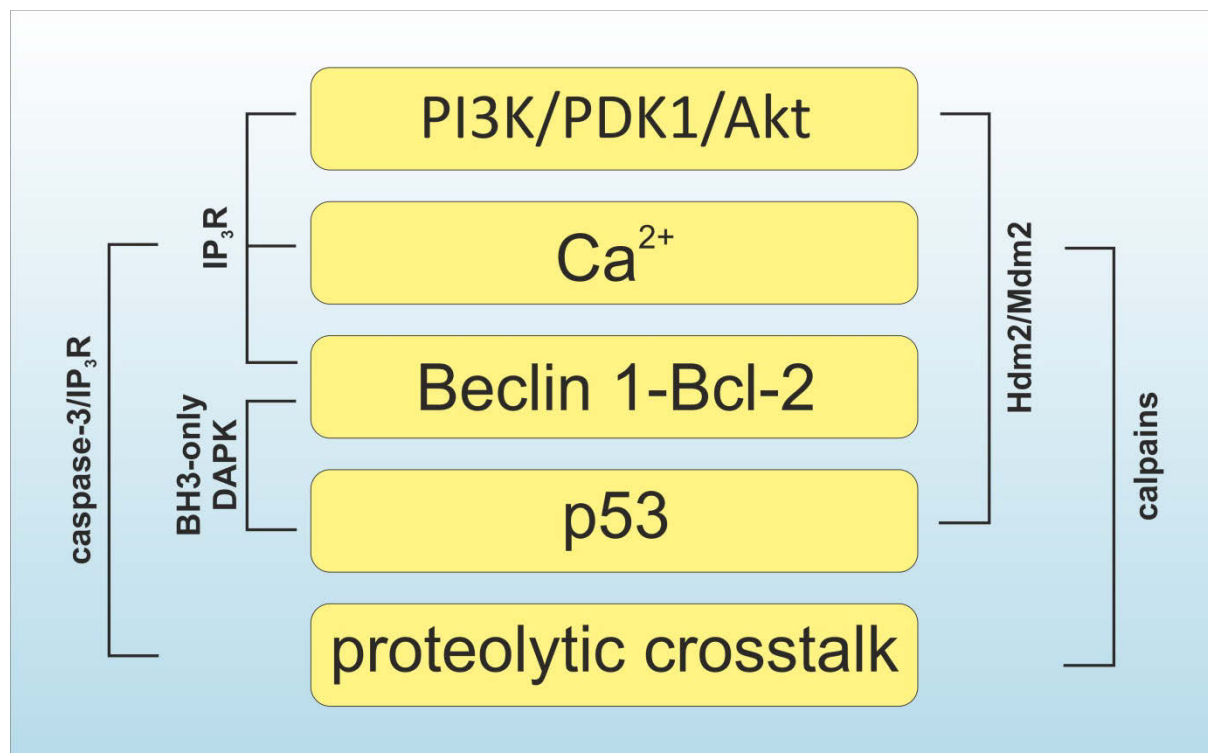 PI3K/PDK1/Akt
Ca²⁺
Beclin 1-Bcl-2
p53
proteolytic crosstalk
IP₃R
caspase-3/IP₃R
BH3-only
DAPK
Hdm2/Mdm2
calpains